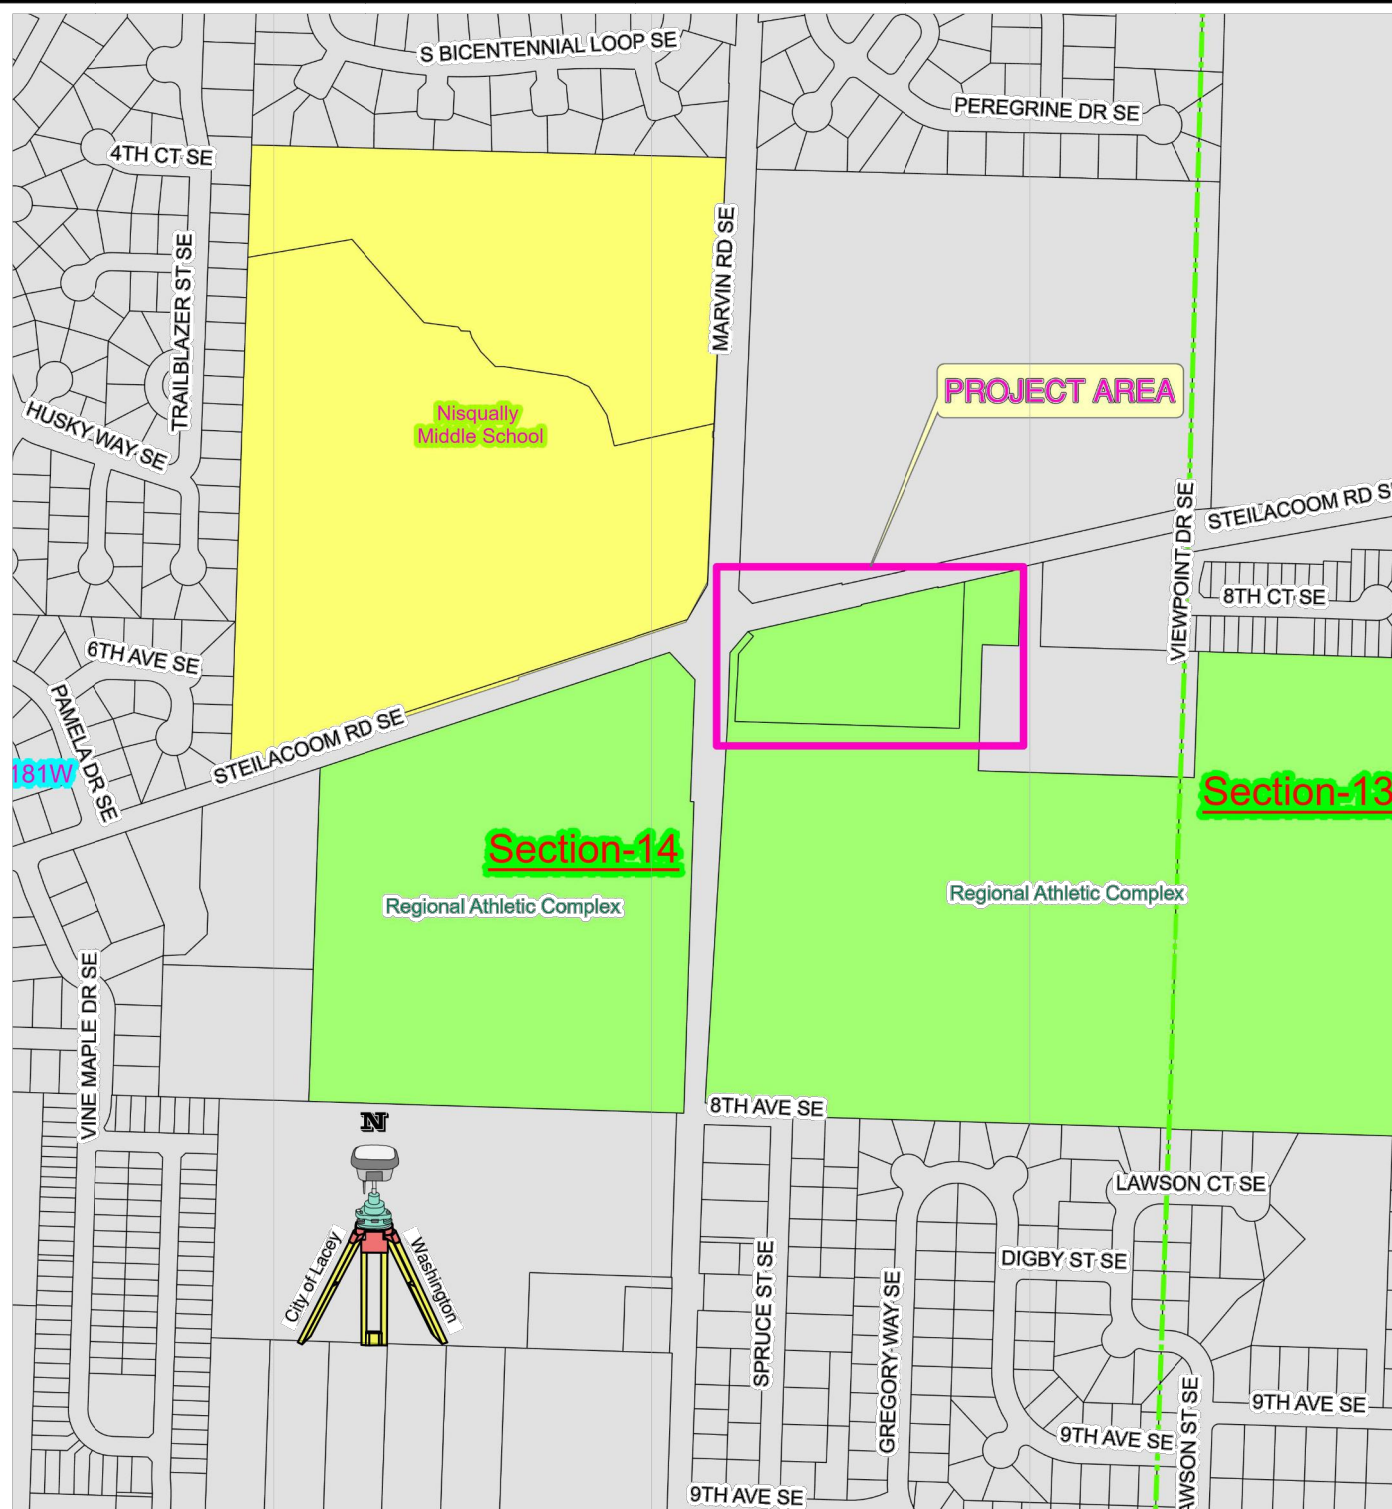 S BICENTENNIAL LOOP SE
PEREGRINE DR SE
4TH CT SE
MARVIN RD SE
TRAILBLAZER ST SE
PROJECT AREA
Nisqually
Middle School
HUSKY WAY SE
STEILACOOM RD S
VIEWPOINT DR SE
8TH CT SE
6TH AVE SE
PAMELA DR SE
STEILACOOM RD SE
181W
Section-13
Section-14
Regional Athletic Complex
Regional Athletic Complex
VINE MAPLE DR SE
8TH AVE SE
N
LAWSON CT SE
City of Lacey
Washington
DIGBY ST SE
SPRUCE ST SE
GREGORY WAY SE
9TH AVE SE
9TH AVE SE
WSON ST SE
9TH AVE SE